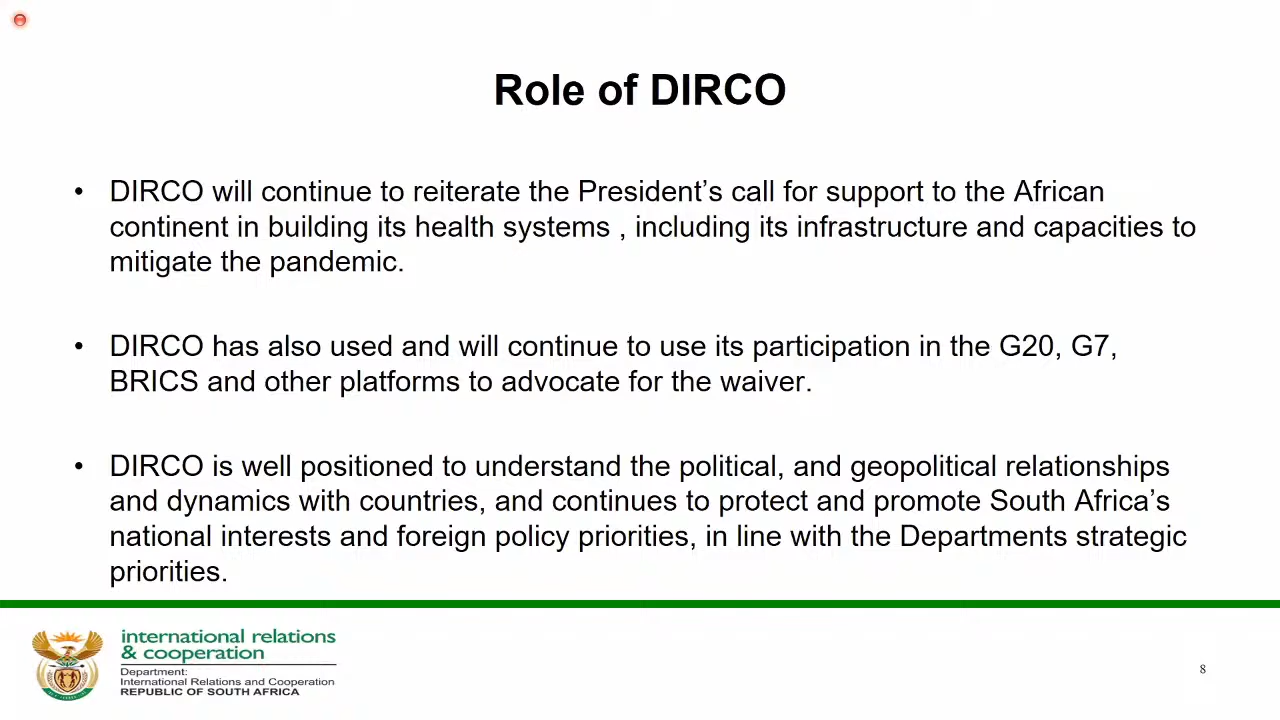 Role of DIRCO
• DIRCO will continue to reiterate the President’s call for support to the African
continent in building its health systems , including its infrastructure and capacities to
mitigate the pandemic.
• DIRCO has also used and will continue to use its participation in the G20, G7,
BRICS and other platforms to advocate for the waiver.
• DIRCO is well positioned to understand the political, and geopolitical relationships
and dynamics with countries, and continues to protect and promote South Africa’s
national interests and foreign policy priorities, in line with the Departments strategic
priorities.
international relations
& cooperation
Department:
International Relations and Cooperation
REPUBLIC OF SOUTH AFRICA
8